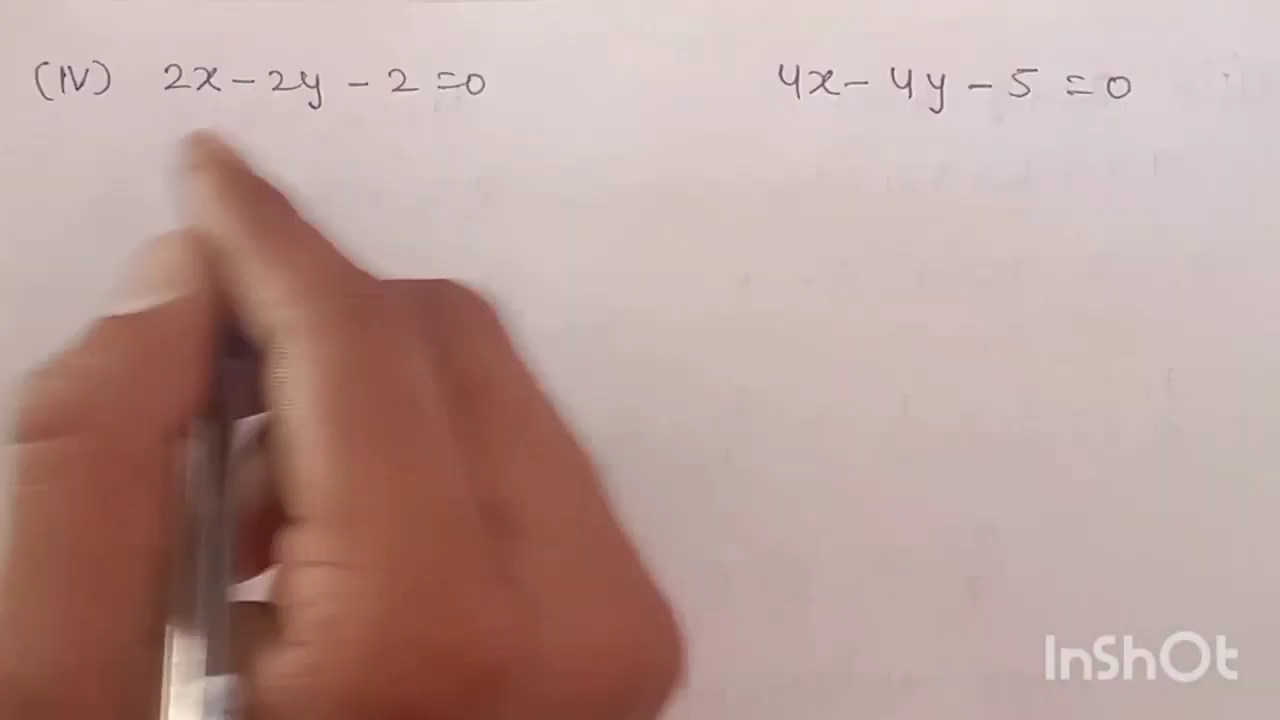 (IV) 2x - 2y - 2 = 0 4x - 4y - 5 = 0
InShOt